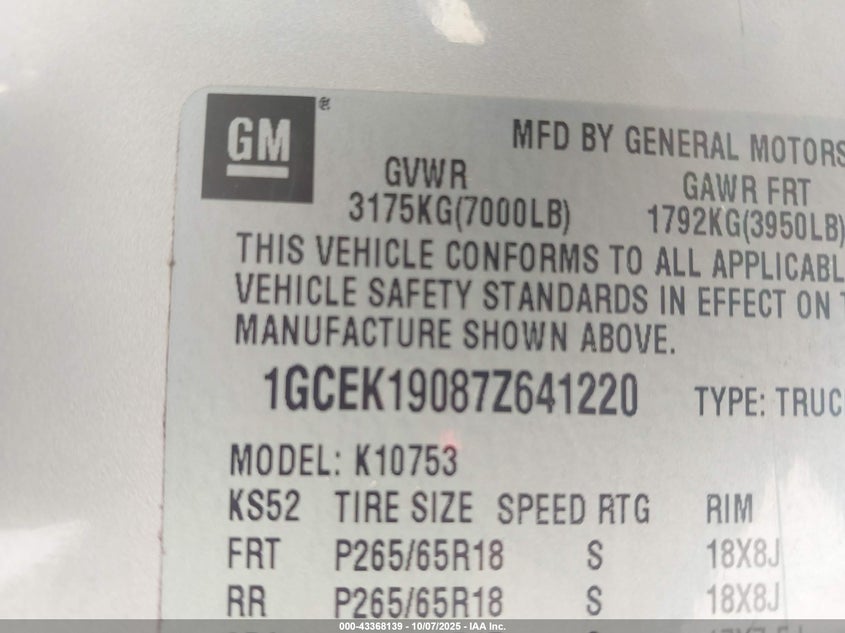 GM ®
MFD BY GENERAL MOTORS
GVWR GAWR FRT
3175KG(7000LB) 1792KG(3950LB)
THIS VEHICLE CONFORMS TO ALL APPLICABL
VEHICLE SAFETY STANDARDS IN EFFECT ON T
MANUFACTURE SHOWN ABOVE.
1GCEK19087Z641220 TYPE: TRUC
MODEL: K10753
KS52 TIRE SIZE SPEED RTG RIM
FRT P265/65R18 S 18X8J
RR P265/65R18 S 18X8J
000-43368139 - 10/07/2025 - IAA Inc.